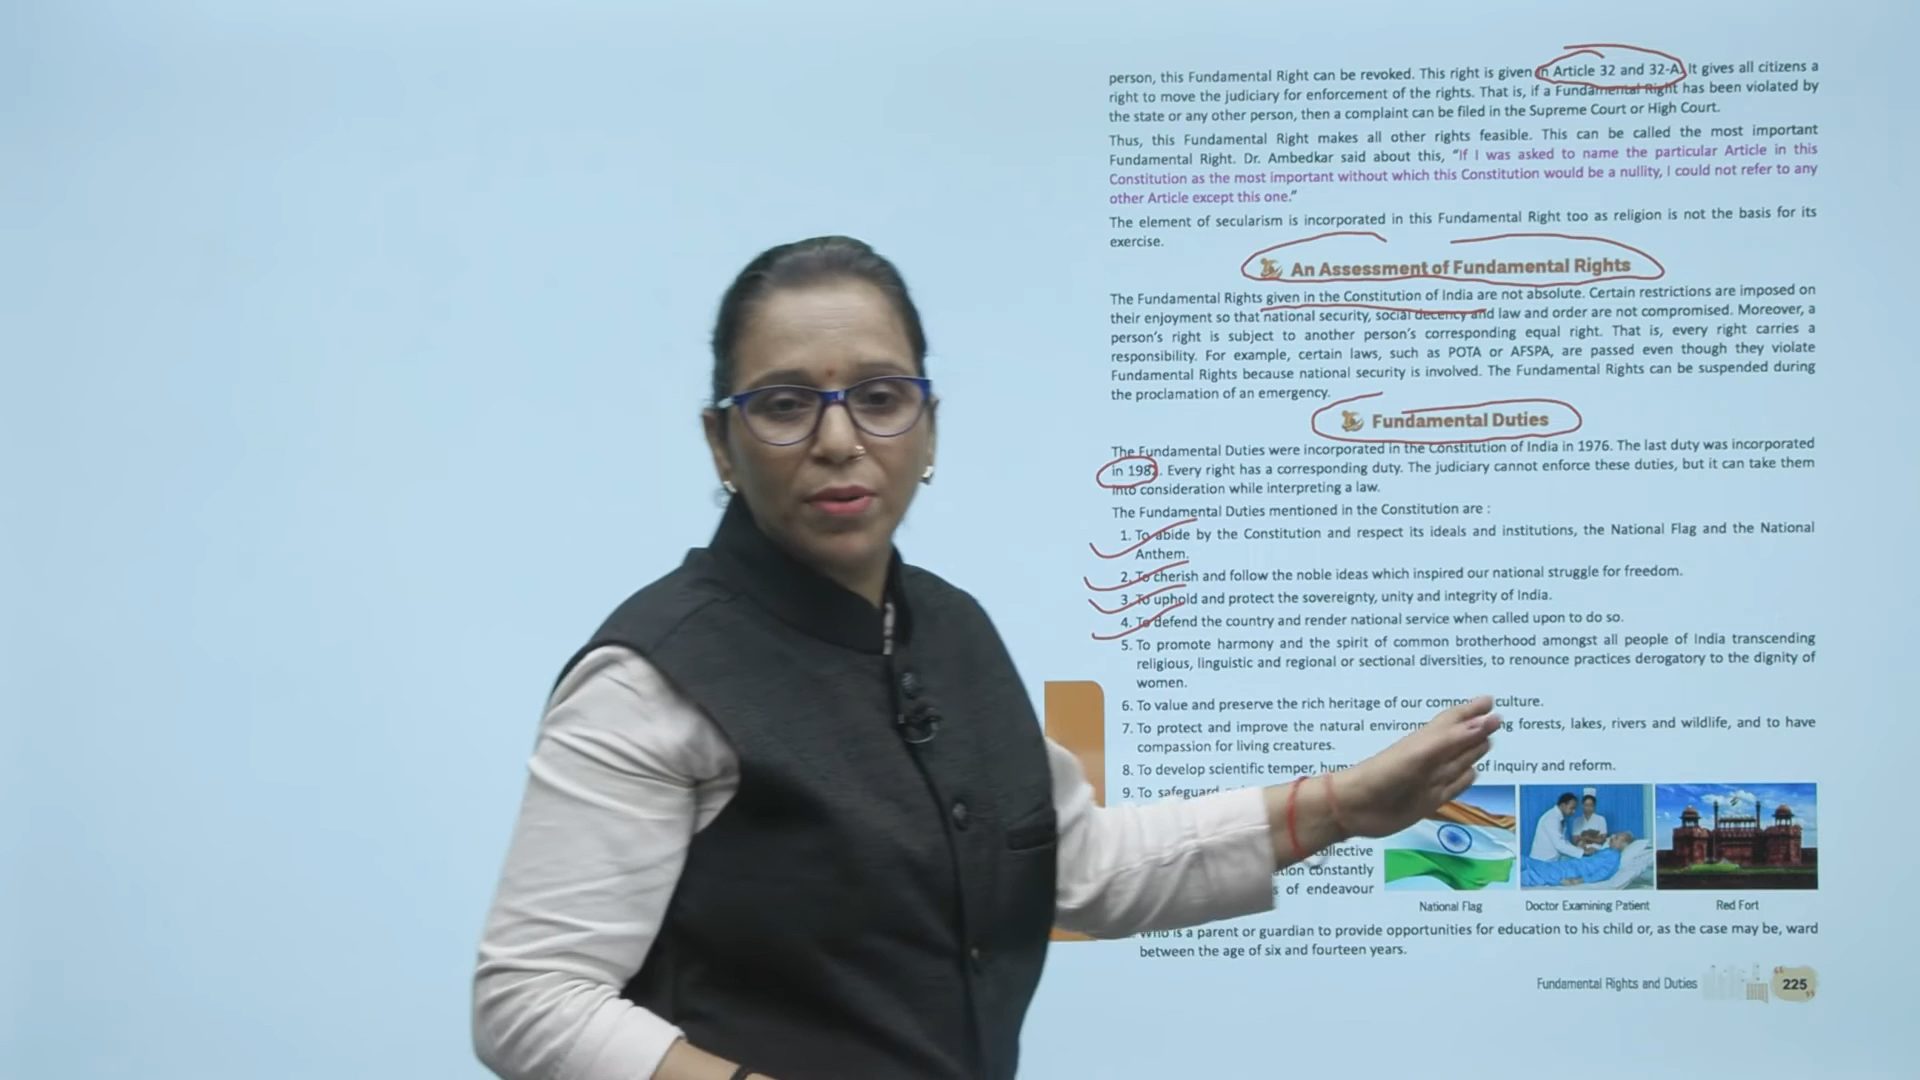 person, this Fundamental Right can be revoked. This right is given in Article 32 and 32-A. It gives all citizens a
right to move the judiciary for enforcement of the rights. That is, if a Fundamental Right has been violated by
the state or any other person, then a complaint can be filed in the Supreme Court or High Court.
Thus, this Fundamental Right makes all other rights feasible. This can be called the most important
Fundamental Right. Dr. Ambedkar said about this, "If I was asked to name the particular Article in this
Constitution as the most important without which this Constitution would be a nullity, I could not refer to any
other Article except this one."
The element of secularism is incorporated in this Fundamental Right too as religion is not the basis for its
exercise.
An Assessment of Fundamental Rights
The Fundamental Rights given in the Constitution of India are not absolute. Certain restrictions are imposed on
their enjoyment so that national security, social decency and law and order are not compromised. Moreover, a
person's right is subject to another person's corresponding equal right. That is, every right carries a
responsibility. For example, certain laws, such as POTA or AFSPA, are passed even though they violate
Fundamental Rights because national security is involved. The Fundamental Rights can be suspended during
the proclamation of an emergency.
Fundamental Duties
The Fundamental Duties were incorporated in the Constitution of India in 1976. The last duty was incorporated
in 198 . Every right has a corresponding duty. The judiciary cannot enforce these duties, but it can take them
into consideration while interpreting a law.
The Fundamental Duties mentioned in the Constitution are :
1. To abide by the Constitution and respect its ideals and institutions, the National Flag and the National
Anthem.
2. To cherish and follow the noble ideas which inspired our national struggle for freedom.
3. To uphold and protect the sovereignty, unity and integrity of India.
4. To defend the country and render national service when called upon to do so.
5. To promote harmony and the spirit of common brotherhood amongst all people of India transcending
religious, linguistic and regional or sectional diversities, to renounce practices derogatory to the dignity of
women.
6. To value and preserve the rich heritage of our culture.
7. To protect and improve the natural forests, lakes, rivers and wildlife, and to have
compassion for living creatures.
8. To develop scientific temper, of inquiry and reform.
9. To safeguard
collective
constantly
of endeavour
National Flag Doctor Examining Patient Red Fort
Who is a parent or guardian to provide opportunities for education to his child or, as the case may be, ward
between the age of six and fourteen years.
Fundamental Rights and Duties 225